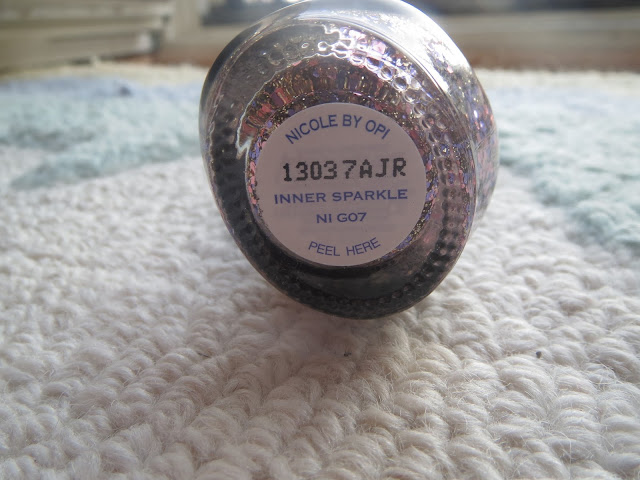 NICOLE BY OPI
13037AJR
INNER SPARKLE
NI G07
PEEL HERE